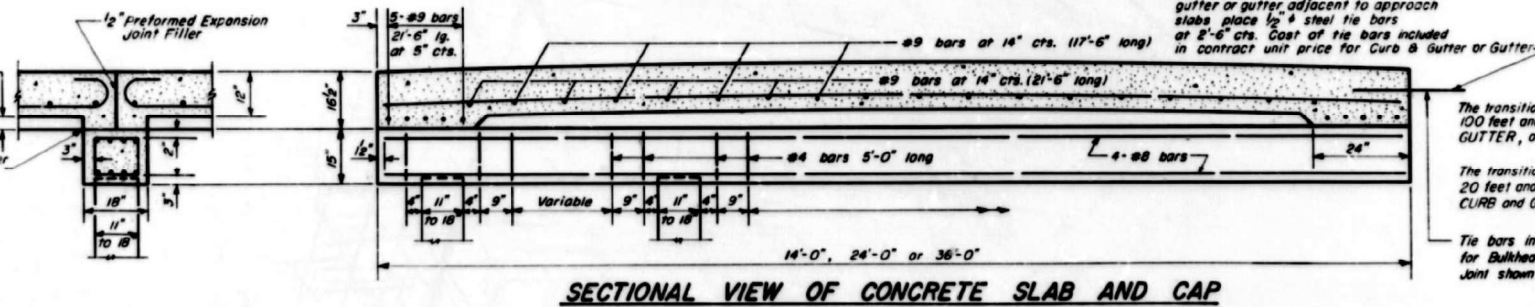 gutter or gutter adjacent to approach
slabs place 1/2" ϕ steel tie bars
at 2'-6" cts. Cost of tie bars included
in contract unit price for Curb & Gutter or Gutter.
1/2" Preformed Expansion
Joint Filler
3"
5-#9 bars
21'-6" lg.
at 5" cts.
#9 bars at 14" cts. (17'-6" long)
#9 bars at 14" cts. (21'-6" long)
12"
16 1/2"
15"
The transitio
100 feet an
GUTTER, o
3"
2"
3"
18"
11"
to 18
1 1/2"
#4 bars 5'-0" long
4-#8 bars
24"
The transitio
20 feet and
CURB and G
4"
11"
to 18
4"
9"
Variable
9"
4"
11"
to 18
4"
9"
14'-0", 24'-0" or 36'-0"
Tie bars in
for Bulkhea
Joint shown
SECTIONAL VIEW OF CONCRETE SLAB AND CAP